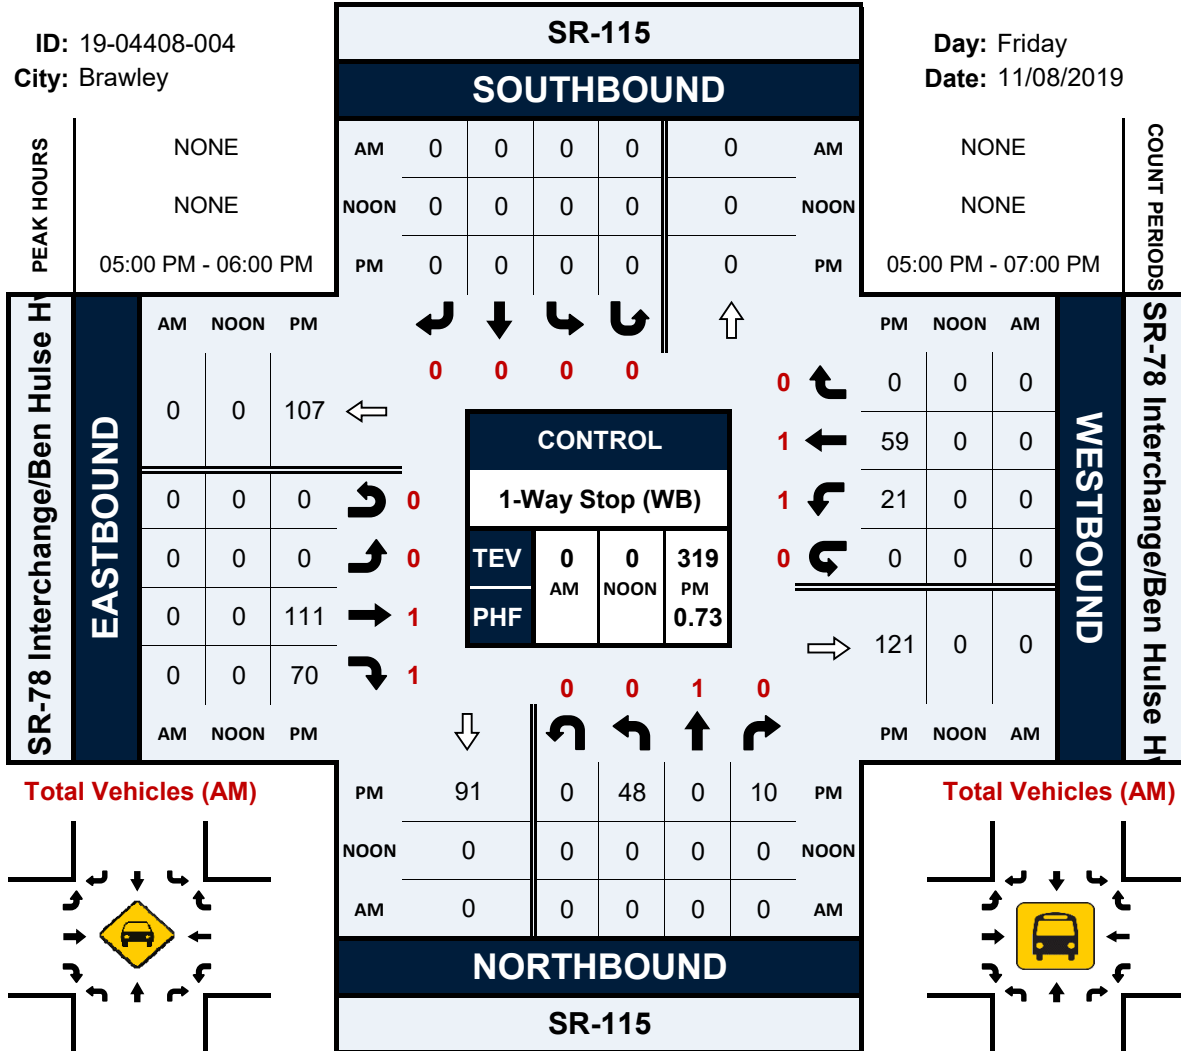 ID: 19-04408-004
City: Brawley
SR-115
SOUTHBOUND
Day: Friday
Date: 11/08/2019
PEAK HOURS
NONE
NONE
05:00 PM - 06:00 PM
AM 0 0 0 0 0 AM
NOON 0 0 0 0 0 NOON
PM 0 0 0 0 0 PM
0 0 0 0
COUNT PERIODS
NONE
NONE
05:00 PM - 07:00 PM
SR-78 Interchange/Ben Hulse H
EASTBOUND
AM NOON PM
0 0 107
0 0 0 0
0 0 0 0
0 0 111 1
0 0 70 1
AM NOON PM
CONTROL
1-Way Stop (WB)
TEV 0 0 319
AM NOON PM
PHF 0.73
PM NOON AM
0 0 0 0
1 59 0 0
1 21 0 0
0 0 0 0
121 0 0
PM NOON AM
WESTBOUND
SR-78 Interchange/Ben Hulse H
0 0 1 0
PM 91 0 48 0 10 PM
NOON 0 0 0 0 0 NOON
AM 0 0 0 0 0 AM
NORTHBOUND
SR-115
Total Vehicles (AM)
Total Vehicles (AM)